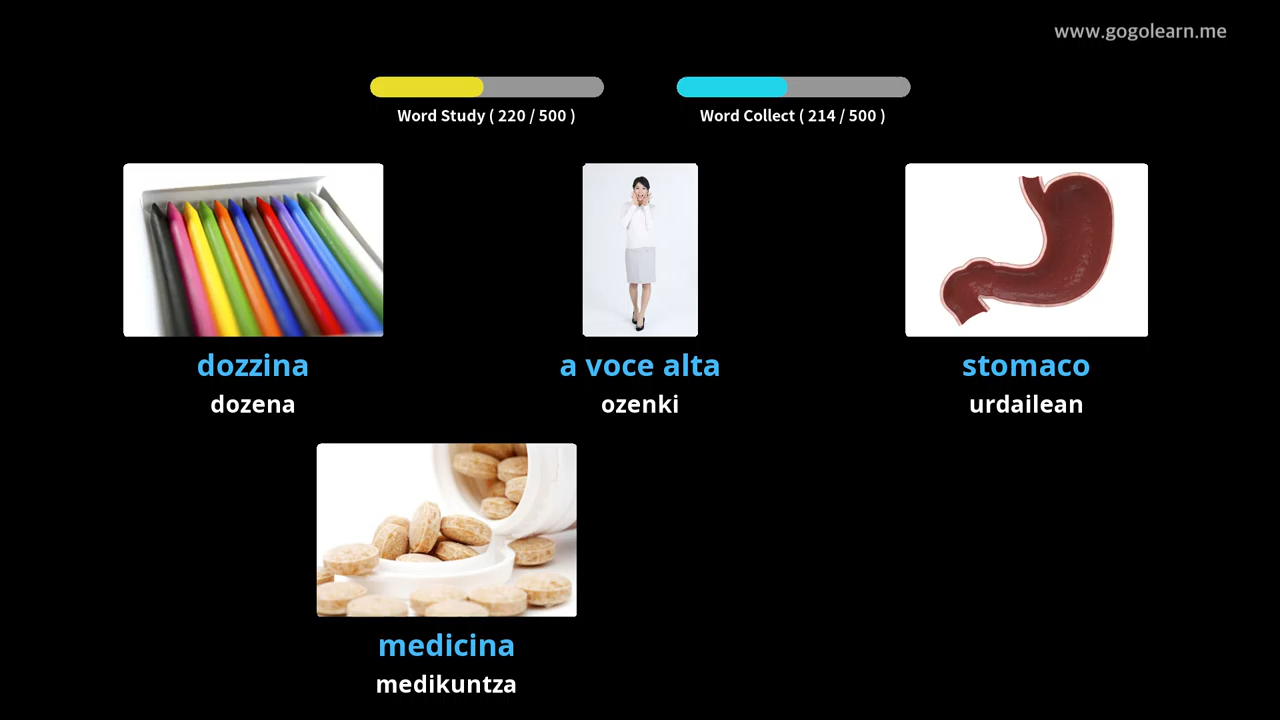 www.gogolearn.me
Word Study ( 220 / 500 )
Word Collect ( 214 / 500 )
dozzina
dozena
a voce alta
ozenki
stomaco
urdailean
medicina
medikuntza